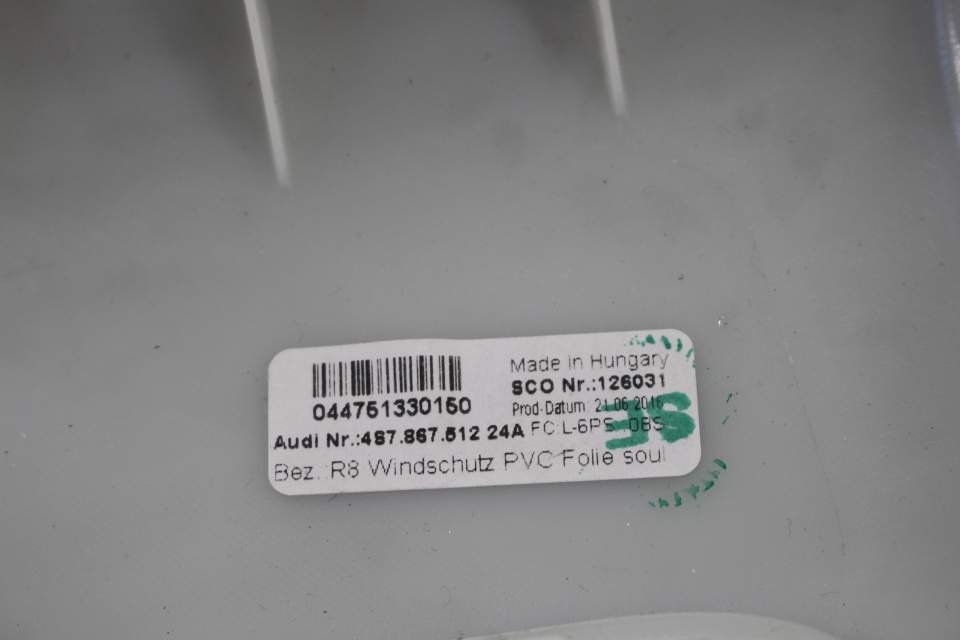 Made in Hungary
SCO Nr.:126031
044751330150
Prod-Datum: 21.06.2016
Audi Nr.:4S7.867.512 24A FC:L-6PS
Bez.:R8 Windschutz PVC Folie soul
SE